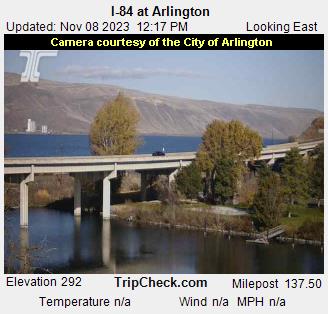 I-84 at Arlington
Updated: Nov 08 2023 12:17 PM Looking East
Camera courtesy of the City of Arlington
Elevation 292 TripCheck.com Milepost 137.50
Temperature n/a Wind n/a MPH n/a